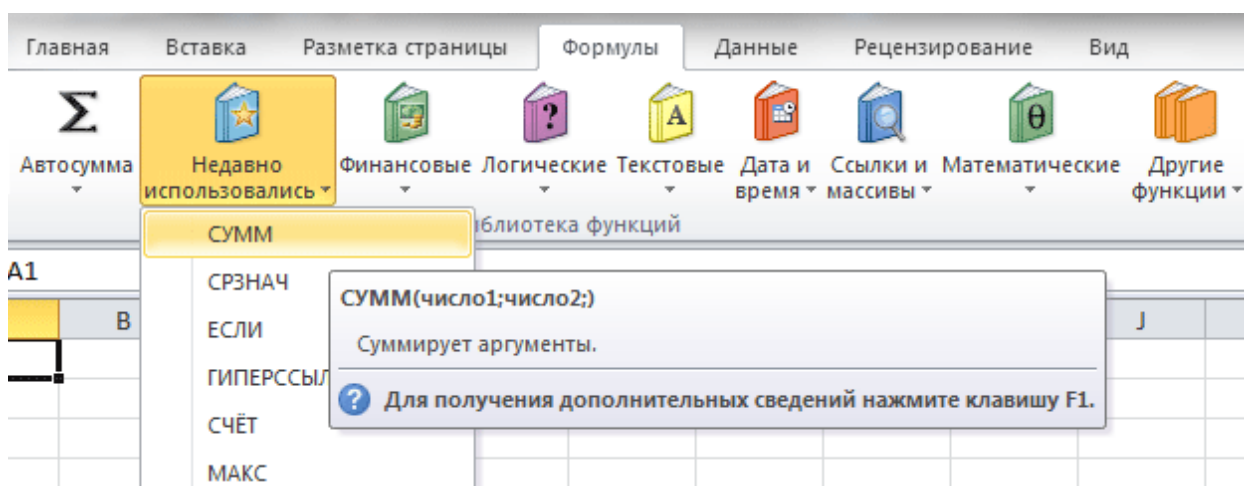 Главная Вставка Разметка страницы Формулы Данные Рецензирование Вид
Σ ? A θ
Автосумма Недавно использовались Финансовые Логические Текстовые Дата и время Ссылки и массивы Математические Другие функции
блиотека функций
A1
B J
СУММ
СРЗНАЧ
ЕСЛИ
ГИПЕРССЫЛ
СЧЁТ
МАКС
СУММ(число1;число2;)
Суммирует аргументы.
? Для получения дополнительных сведений нажмите клавишу F1.